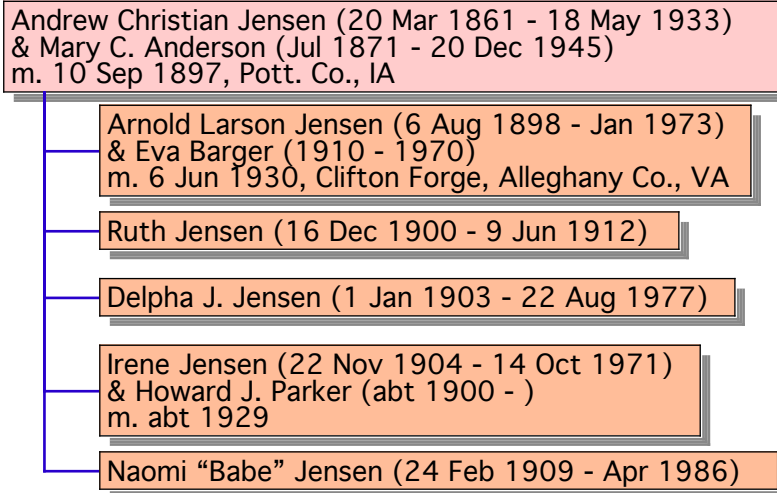 Andrew Christian Jensen (20 Mar 1861 - 18 May 1933)
& Mary C. Anderson (Jul 1871 - 20 Dec 1945)
m. 10 Sep 1897, Pott. Co., IA
Arnold Larson Jensen (6 Aug 1898 - Jan 1973)
& Eva Barger (1910 - 1970)
m. 6 Jun 1930, Clifton Forge, Alleghany Co., VA
Ruth Jensen (16 Dec 1900 - 9 Jun 1912)
Delpha J. Jensen (1 Jan 1903 - 22 Aug 1977)
Irene Jensen (22 Nov 1904 - 14 Oct 1971)
& Howard J. Parker (abt 1900 - )
m. abt 1929
Naomi “Babe” Jensen (24 Feb 1909 - Apr 1986)